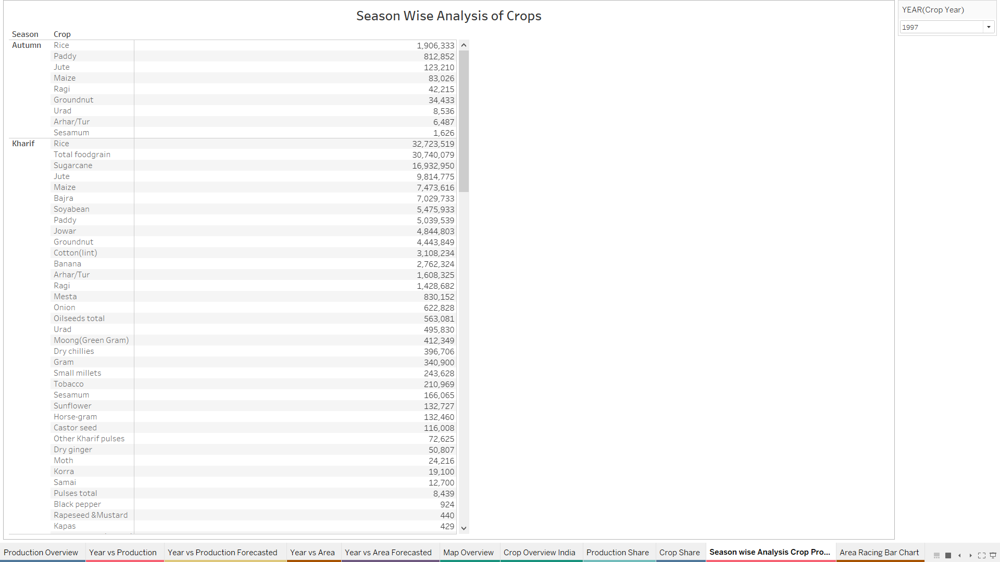 Season Wise Analysis of Crops
YEAR(Crop Year)
1997
Season Crop
Autumn Rice 1,906,333
Paddy 812,852
Jute 123,210
Maize 83,026
Ragi 42,215
Groundnut 34,433
Urad 8,536
Arhar/Tur 6,487
Sesamum 1,626
Kharif Rice 32,723,519
Total foodgrain 30,740,079
Sugarcane 16,932,950
Jute 9,814,775
Maize 7,473,616
Bajra 7,029,733
Soyabean 5,475,933
Paddy 5,039,539
Jowar 4,844,803
Groundnut 4,443,849
Cotton(lint) 3,108,234
Banana 2,762,324
Arhar/Tur 1,608,325
Ragi 1,428,682
Mesta 830,152
Onion 622,828
Oilseeds total 563,081
Urad 495,830
Moong(Green Gram) 412,349
Dry chillies 396,706
Gram 340,900
Small millets 243,628
Tobacco 210,969
Sesamum 166,065
Sunflower 132,727
Horse-gram 132,460
Castor seed 116,008
Other Kharif pulses 72,625
Dry ginger 50,807
Moth 24,216
Korra 19,100
Samai 12,700
Pulses total 8,439
Black pepper 924
Rapeseed &Mustard 440
Kapas 429
Production Overview Year vs Production Year vs Production Forecasted Year vs Area Year vs Area Forecasted Map Overview Crop Overview India Production Share Crop Share Season wise Analysis Crop Pro... Area Racing Bar Chart